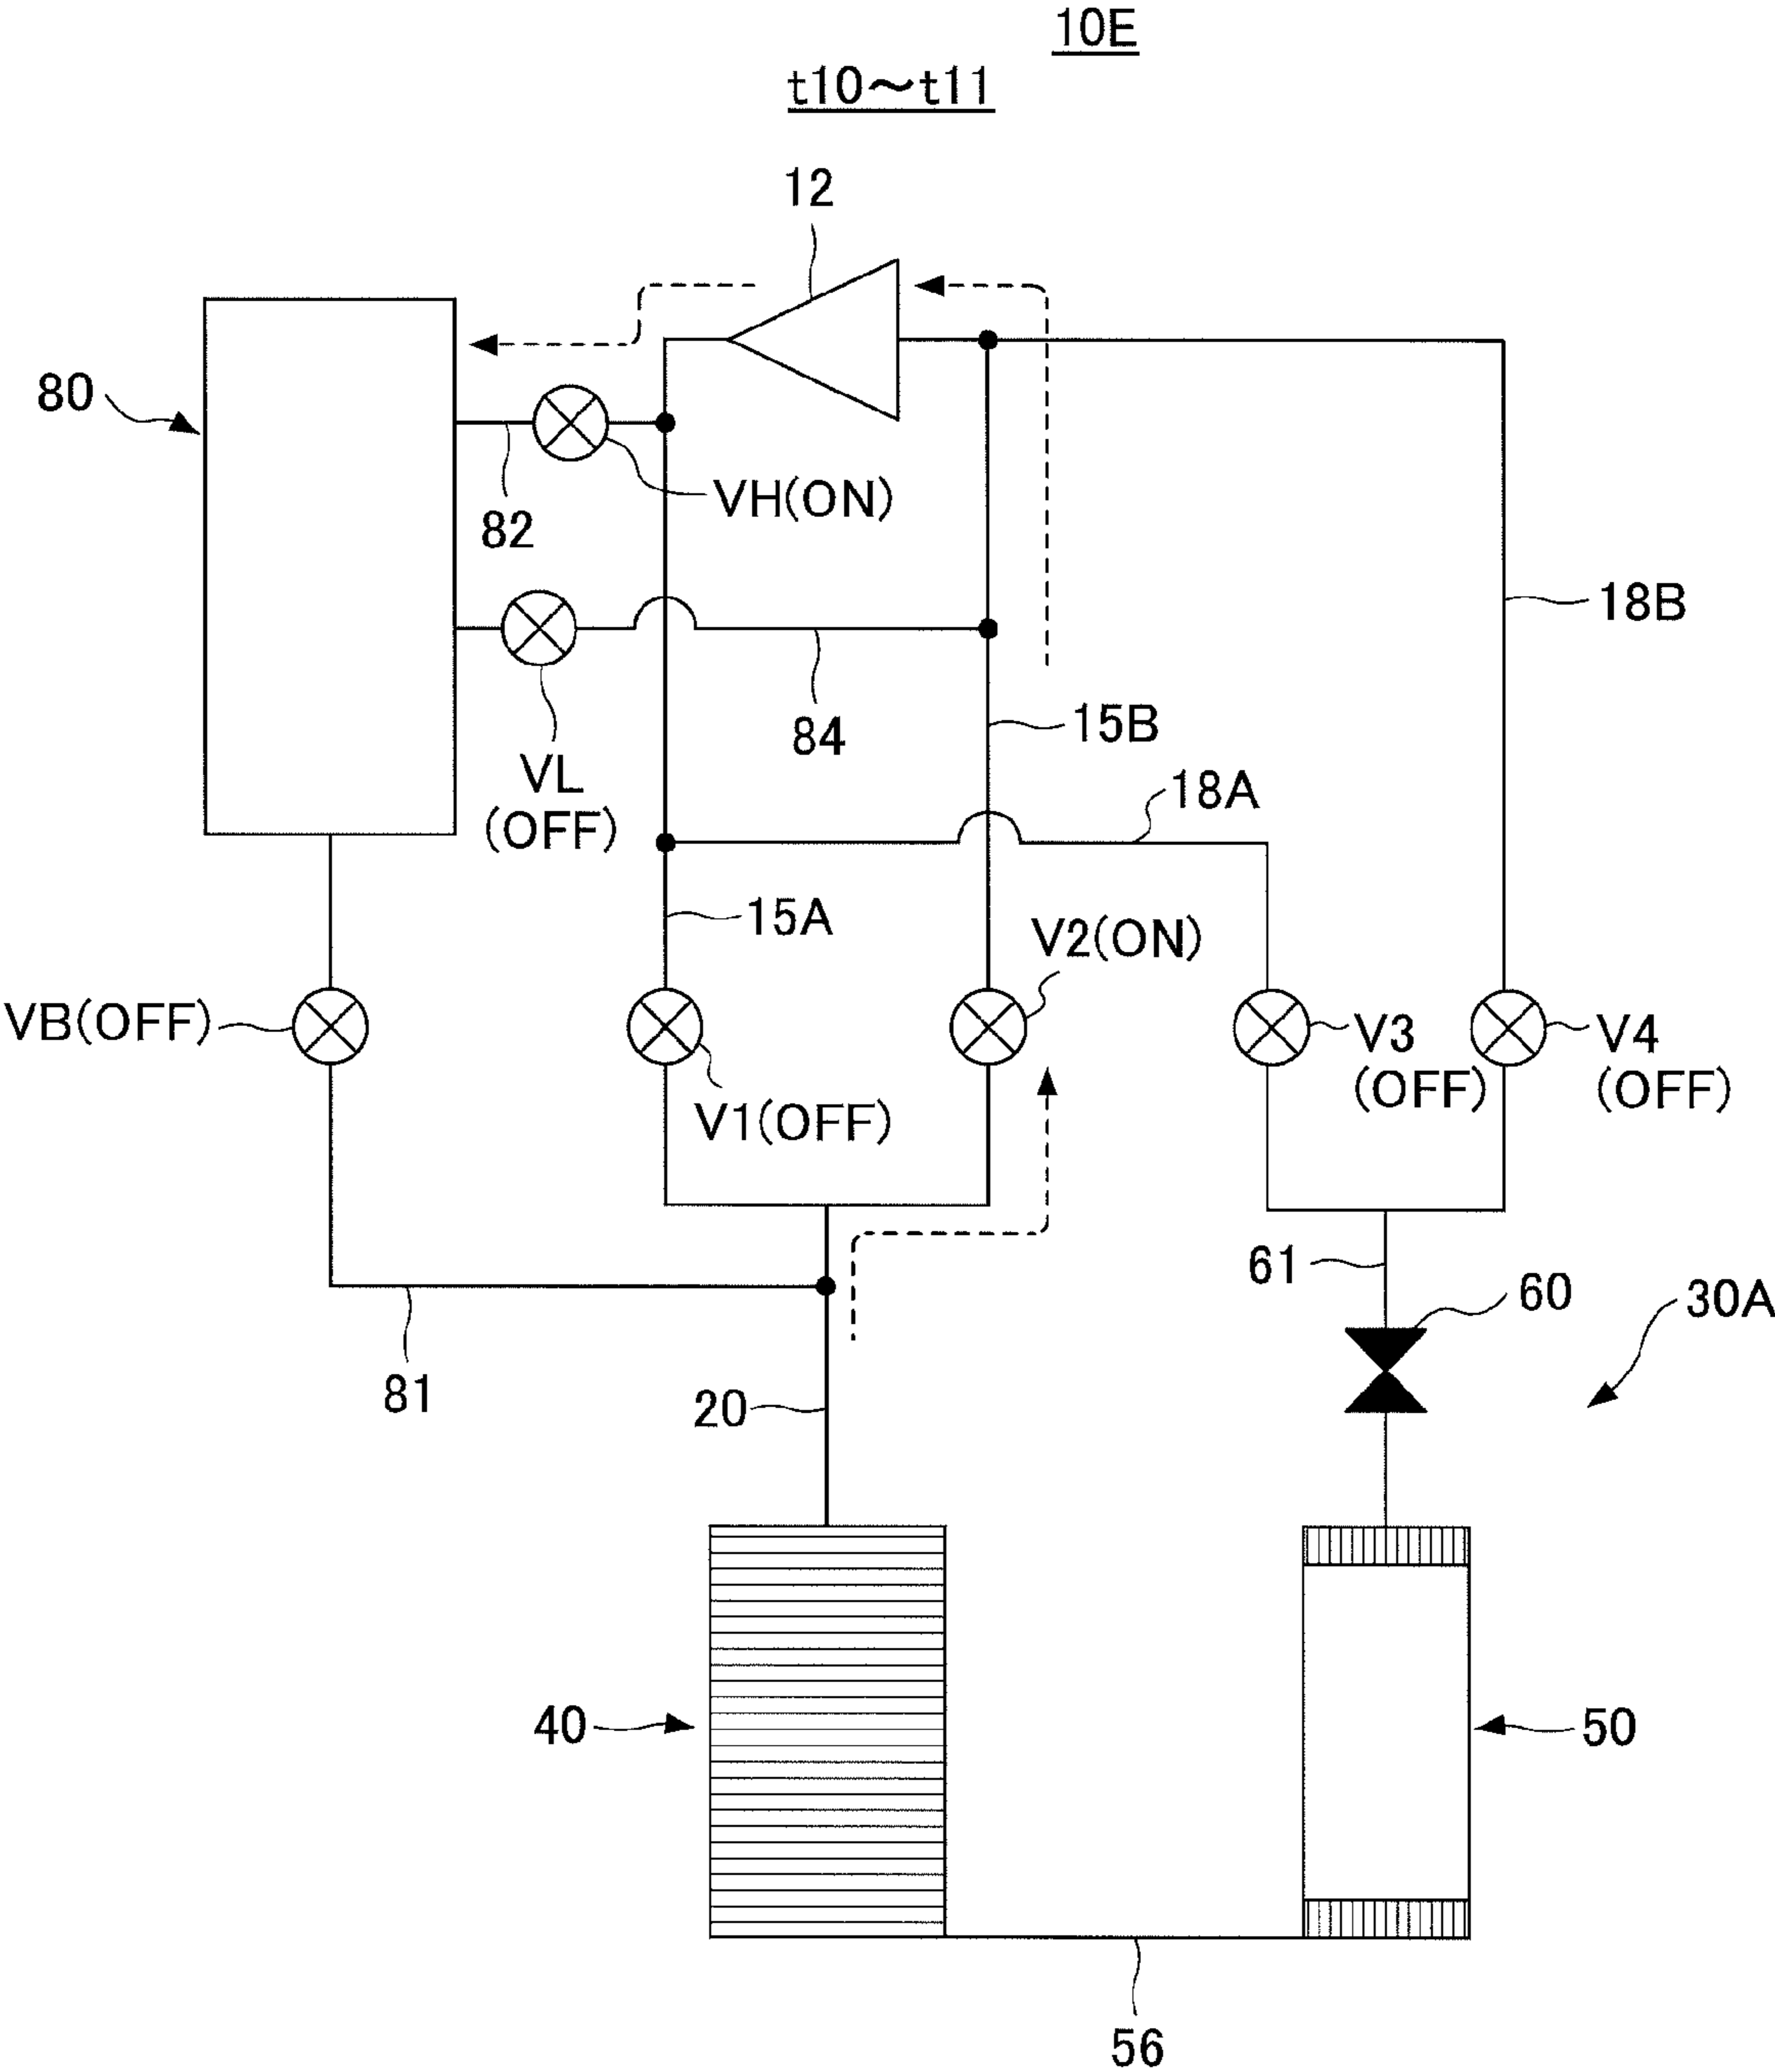 10E
t10～t11
12
80
VH(ON)
82
18B
84
15B
VL
(OFF)
18A
15A
V2(ON)
VB(OFF)
V3
(OFF)
V4
(OFF)
V1(OFF)
61
60
30A
81
20
40
50
56